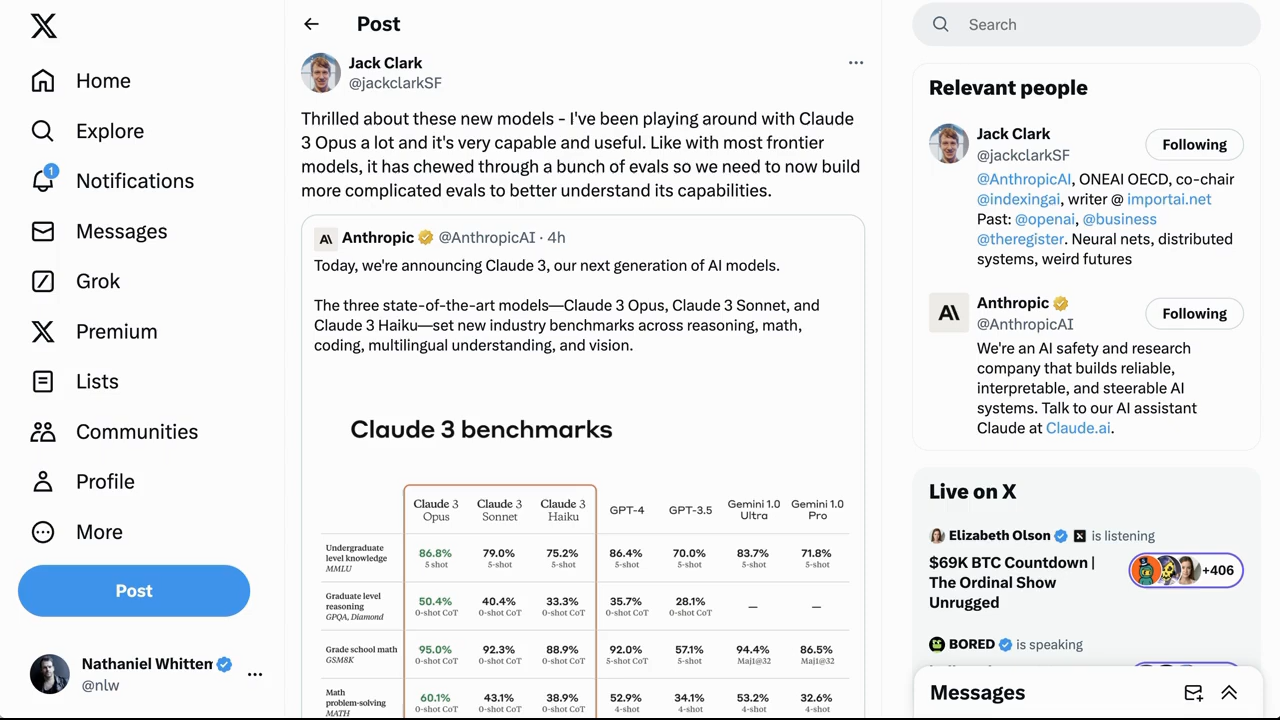 Home
Explore
1
Notifications
Messages
Grok
Premium
Lists
Communities
Profile
More
Post
Nathaniel Whittem
@nlw
Post
Jack Clark
@jackclarkSF
Thrilled about these new models - I've been playing around with Claude
3 Opus a lot and it's very capable and useful. Like with most frontier
models, it has chewed through a bunch of evals so we need to now build
more complicated evals to better understand its capabilities.
Anthropic @AnthropicAI · 4h
Today, we're announcing Claude 3, our next generation of AI models.
The three state-of-the-art models—Claude 3 Opus, Claude 3 Sonnet, and
Claude 3 Haiku—set new industry benchmarks across reasoning, math,
coding, multilingual understanding, and vision.
Claude 3 benchmarks
Claude 3 Opus Claude 3 Sonnet Claude 3 Haiku GPT-4 GPT-3.5 Gemini 1.0 Ultra Gemini 1.0 Pro
Undergraduate level knowledge MMLU 86.8% 79.0% 75.2% 86.4% 70.0% 83.7% 71.8%
5 shot 5-shot 5-shot 5-shot 5-shot 5-shot 5-shot
Graduate level reasoning GPQA, Diamond 50.4% 40.4% 33.3% 35.7% 28.1% — —
0-shot CoT 0-shot CoT 0-shot CoT 0-shot CoT 0-shot CoT
Grade school math GSM8K 95.0% 92.3% 88.9% 92.0% 57.1% 94.4% 86.5%
0-shot CoT 0-shot CoT 0-shot CoT 5-shot CoT 5-shot Maj1@32 Maj1@32
Math problem-solving MATH 60.1% 43.1% 38.9% 52.9% 34.1% 53.2% 32.6%
0-shot CoT 0-shot CoT 0-shot CoT 4-shot 4-shot 4-shot 4-shot
Search
Relevant people
Jack Clark
@jackclarkSF
Following
@AnthropicAI, ONEAI OECD, co-chair
@indexingai, writer @ importai.net
Past: @openai, @business
@theregister. Neural nets, distributed
systems, weird futures
Anthropic
@AnthropicAI
Following
We're an AI safety and research
company that builds reliable,
interpretable, and steerable AI
systems. Talk to our AI assistant
Claude at Claude.ai.
Live on X
Elizabeth Olson is listening
$69K BTC Countdown |
The Ordinal Show
Unrugged
+406
BORED is speaking
Messages